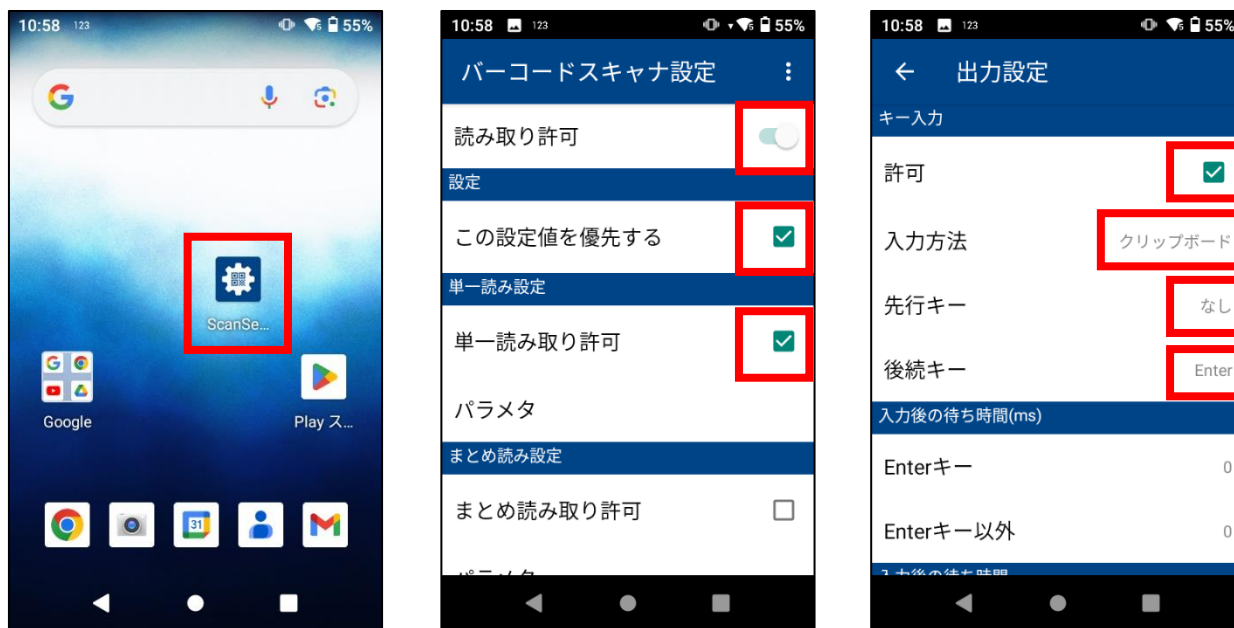 10:58 123 55%
ScanSe...
Google
Play ス...
31
10:58 123 55%
バーコードスキャナ設定
読み取り許可
設定
この設定値を優先する
単一読み設定
単一読み取り許可
パラメタ
まとめ読み設定
まとめ読み取り許可
パラメタ
10:58 123 55%
出力設定
キー入力
許可
入力方法 クリップボード
先行キー なし
後続キー Enter
入力後の待ち時間(ms)
Enterキー 0
Enterキー以外 0